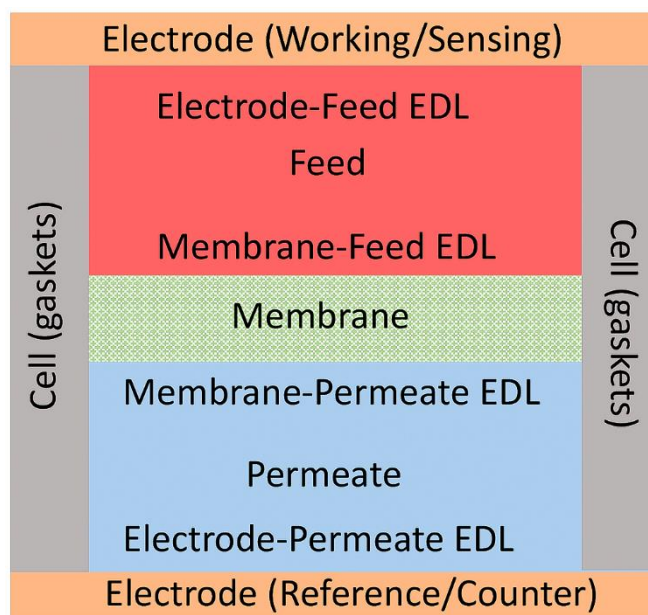 Electrode (Working/Sensing)
Electrode-Feed EDL
Feed
Membrane-Feed EDL
Cell (gaskets)
Cell (gaskets)
Membrane
Membrane-Permeate EDL
Permeate
Electrode-Permeate EDL
Electrode (Reference/Counter)